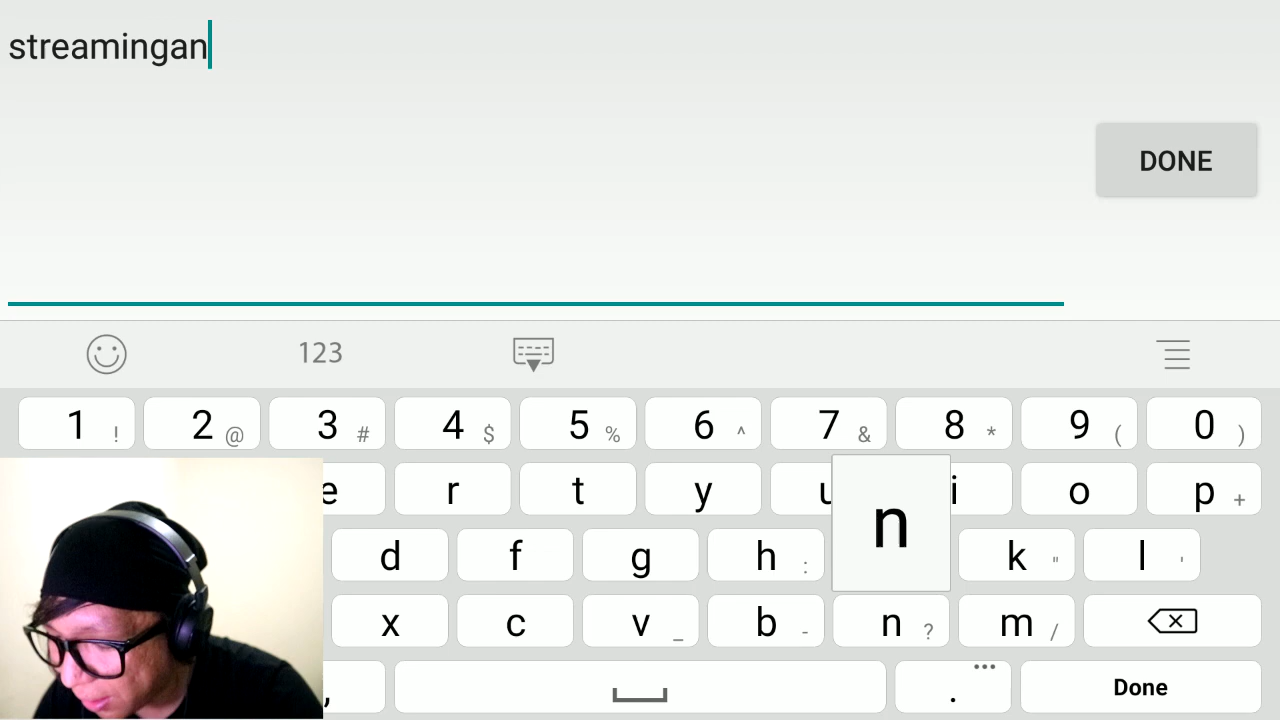 streamingan
DONE
123
1 ! 2 @ 3 # 4 $ 5 % 6 ^ 7 & 8 * 9 ( 0 )
e r t y u i o p +
n
d f g h : k " l '
x c v _ b - n ? m /
, . ••• Done